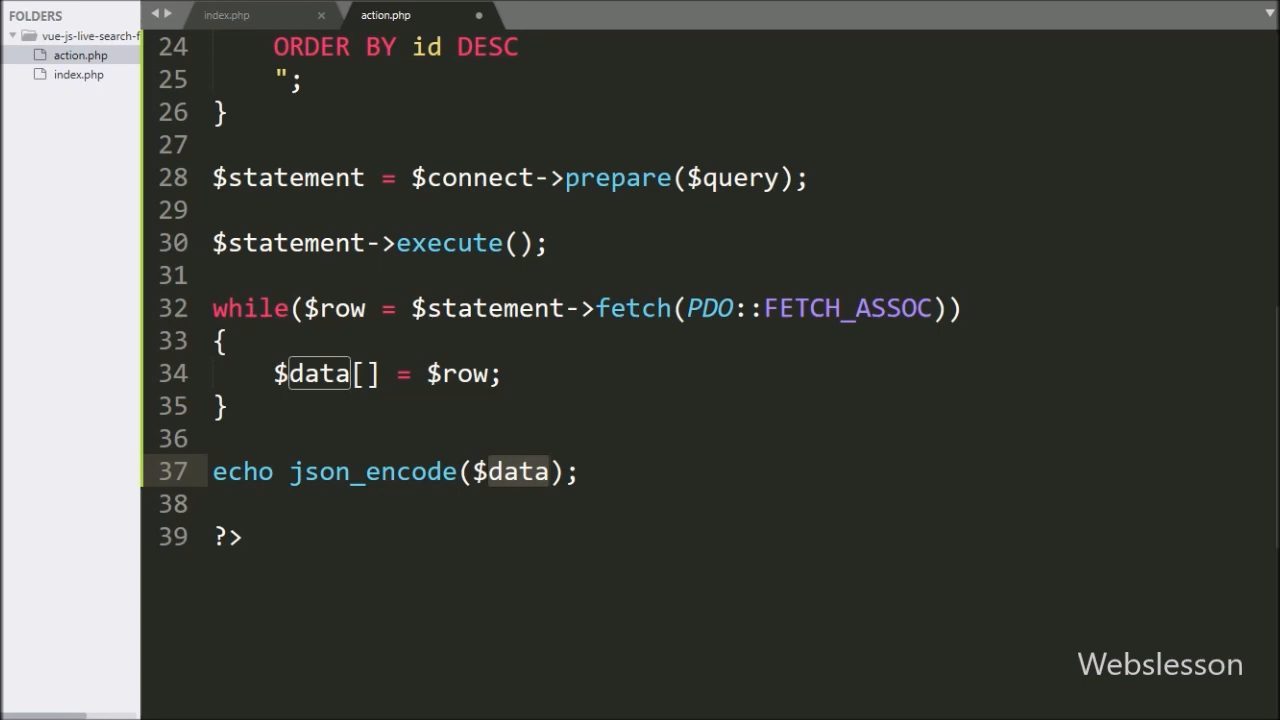 FOLDERS
vue-js-live-search-f
action.php
index.php
index.php ×
action.php
24 ORDER BY id DESC
25 ";
26 }
27
28 $statement = $connect->prepare($query);
29
30 $statement->execute();
31
32 while($row = $statement->fetch(PDO::FETCH_ASSOC))
33 {
34 $data[] = $row;
35 }
36
37 echo json_encode($data);
38
39 ?>
Webslesson